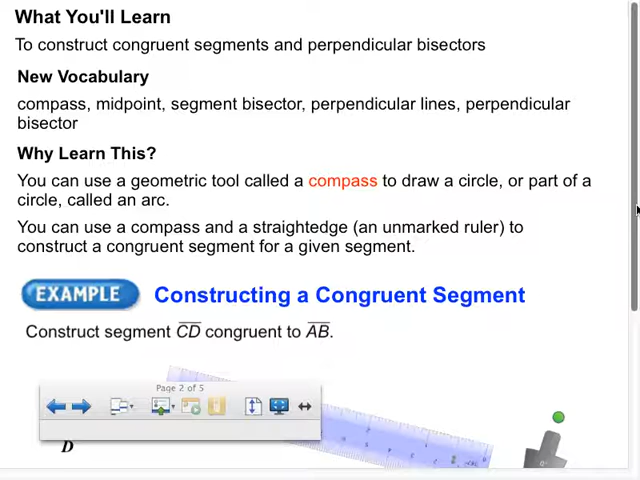 What You'll Learn
To construct congruent segments and perpendicular bisectors
New Vocabulary
compass, midpoint, segment bisector, perpendicular lines, perpendicular
bisector
Why Learn This?
You can use a geometric tool called a compass to draw a circle, or part of a
circle, called an arc.
You can use a compass and a straightedge (an unmarked ruler) to
construct a congruent segment for a given segment.
EXAMPLE Constructing a Congruent Segment
Construct segment CD congruent to AB.
Page 2 of 5
D